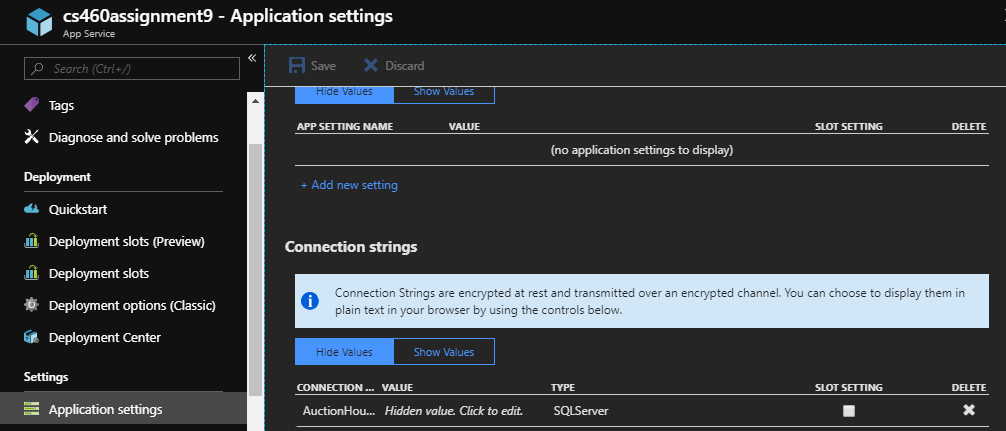 cs460assignment9 - Application settings
App Service
Search (Ctrl+/)
Tags
Diagnose and solve problems
Deployment
Quickstart
Deployment slots (Preview)
Deployment slots
Deployment options (Classic)
Deployment Center
Settings
Application settings
Save Discard
Hide Values Show Values
APP SETTING NAME VALUE SLOT SETTING DELETE
(no application settings to display)
+ Add new setting
Connection strings
Connection Strings are encrypted at rest and transmitted over an encrypted channel. You can choose to display them in
plain text in your browser by using the controls below.
Hide Values Show Values
CONNECTION ... VALUE TYPE SLOT SETTING DELETE
AuctionHou... Hidden value. Click to edit. SQLServer